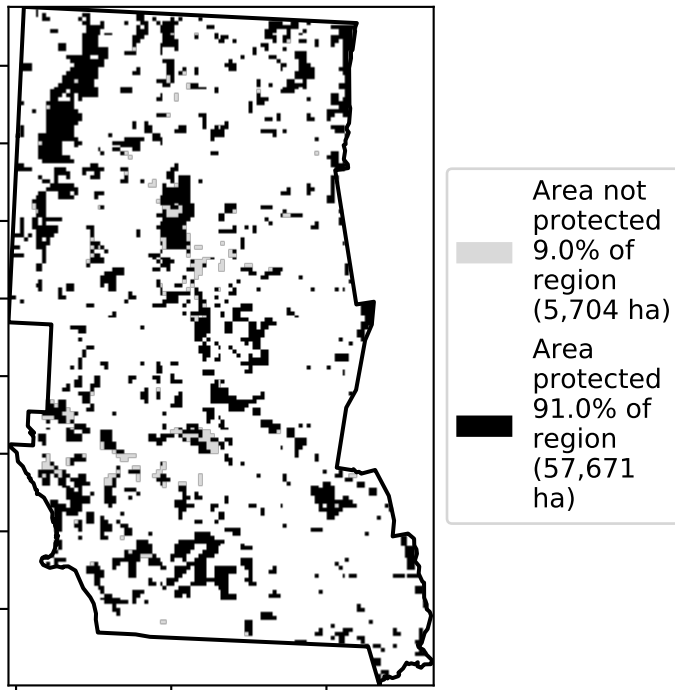 Area not
protected
9.0% of
region
(5,704 ha)
Area
protected
91.0% of
region
(57,671
ha)